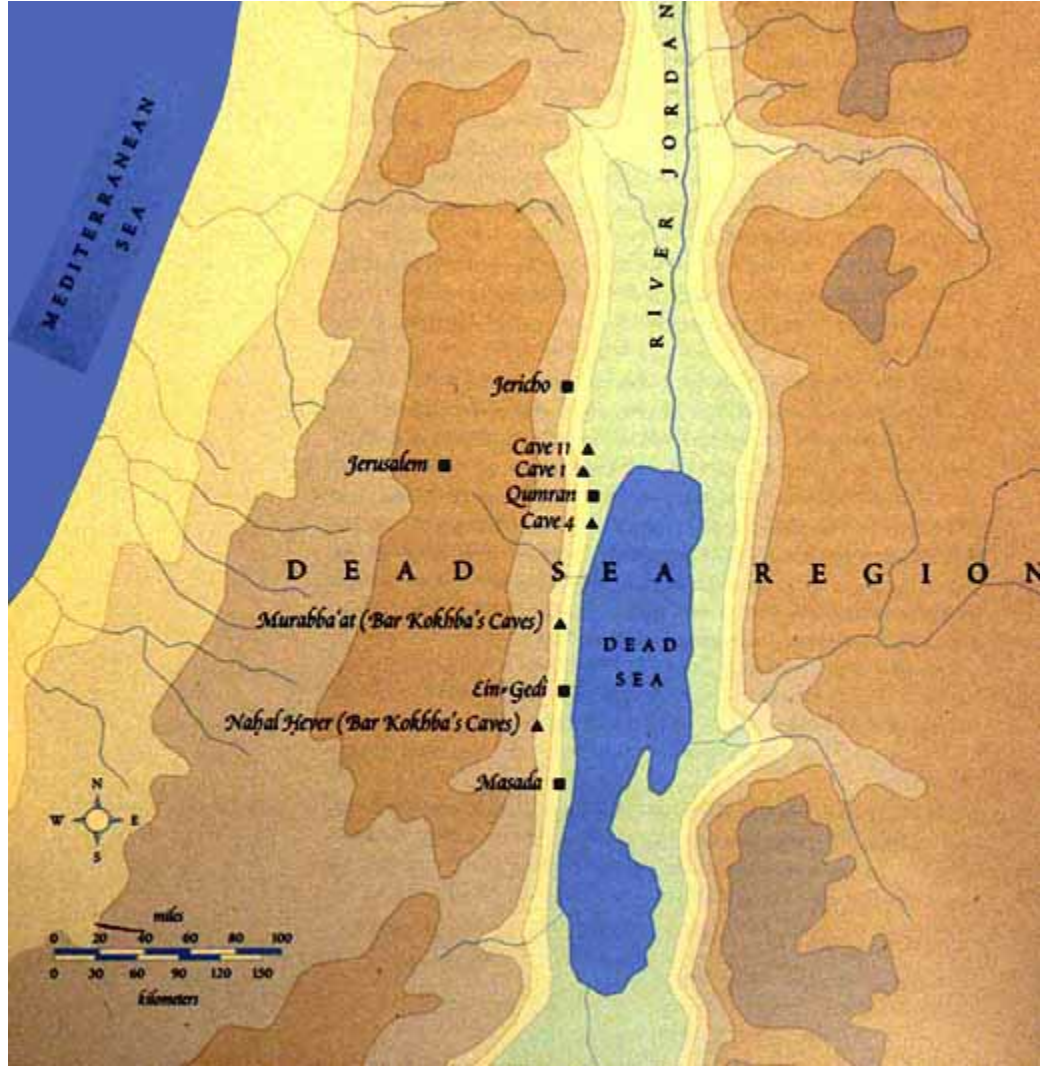 MEDITERRANEAN
SEA
RIVER JORDAN
Jericho
Cave 11
Jerusalem
Cave 1
Qumran
Cave 4
DEAD SEA REGION
Murabba'at (Bar Kokhba's Caves)
DEAD
SEA
Ein-Gedi
Naḥal Ḥever (Bar Kokhba's Caves)
Masada
N
W E
S
miles
0 20 40 60 80 100
0 30 60 90 120 150
kilometers